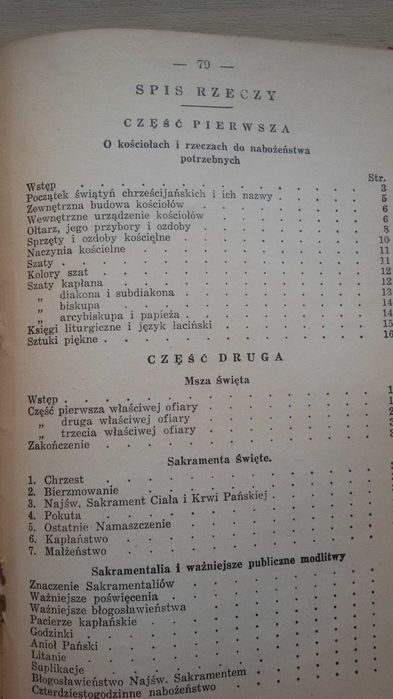 — 79 —
SPIS RZECZY
CZĘŚĆ PIERWSZA
O kościołach i rzeczach do nabożeństwa
potrzebnych
Str.
Wstęp . . . . . . . . . . 3
Początek świątyń chrześcijańskich i ich nazwy . . . . 5
Zewnętrzna budowa kościołów . . . . . . 6
Wewnętrzne urządzenie kościołów . . . . . . 6
Ołtarz, jego przybory i ozdoby . . . . . . 8
Sprzęty i ozdoby kościelne . . . . . . 10
Naczynia kościelne . . . . . . . 11
Szaty . . . . . . . . . . 11
Kolory szat . . . . . . . . . 12
Szaty kapłana . . . . . . . . 12
„ diakona i subdiakona . . . . . . 13
„ biskupa . . . . . . . . 14
„ arcybiskupa i papieża . . . . . . 14
Księgi liturgiczne i język łaciński . . . . . 15
Sztuki piękne . . . . . . . . 16
CZĘŚĆ DRUGA
Msza Święta
Wstęp . . . . . . . . . . 1
Część pierwsza właściwej ofiary . . . . . . 1
„ druga właściwej ofiary . . . . . . 2
„ trzecia właściwej ofiary . . . . . .
Zakończenie . . . . . . . . .
Sakramenta Święte.
1. Chrzest . . . . . . . . .
2. Bierzmowanie . . . . . . . .
3. Najśw. Sakrament Ciała i Krwi Pańskiej . . . .
4. Pokuta . . . . . . . . .
5. Ostatnie Namaszczenie . . . . . . .
6. Kapłaństwo . . . . . . . .
7. Małżeństwo . . . . . . . .
Sakramentalia i ważniejsze publiczne modlitwy
Znaczenie Sakramentaliów . . . . . . .
Ważniejsze poświęcenia . . . . . . .
Ważniejsze błogosławieństwa . . . . . .
Pacierze kapłańskie . . . . . . .
Godzinki . . . . . . . . .
Anioł Pański . . . . . . . .
Litanie . . . . . . . . .
Suplikacje . . . . . . . . .
Błogosławieństwo Najśw. Sakramentem . . . .
Czterdziestogodzinne nabożeństwo . . . . .